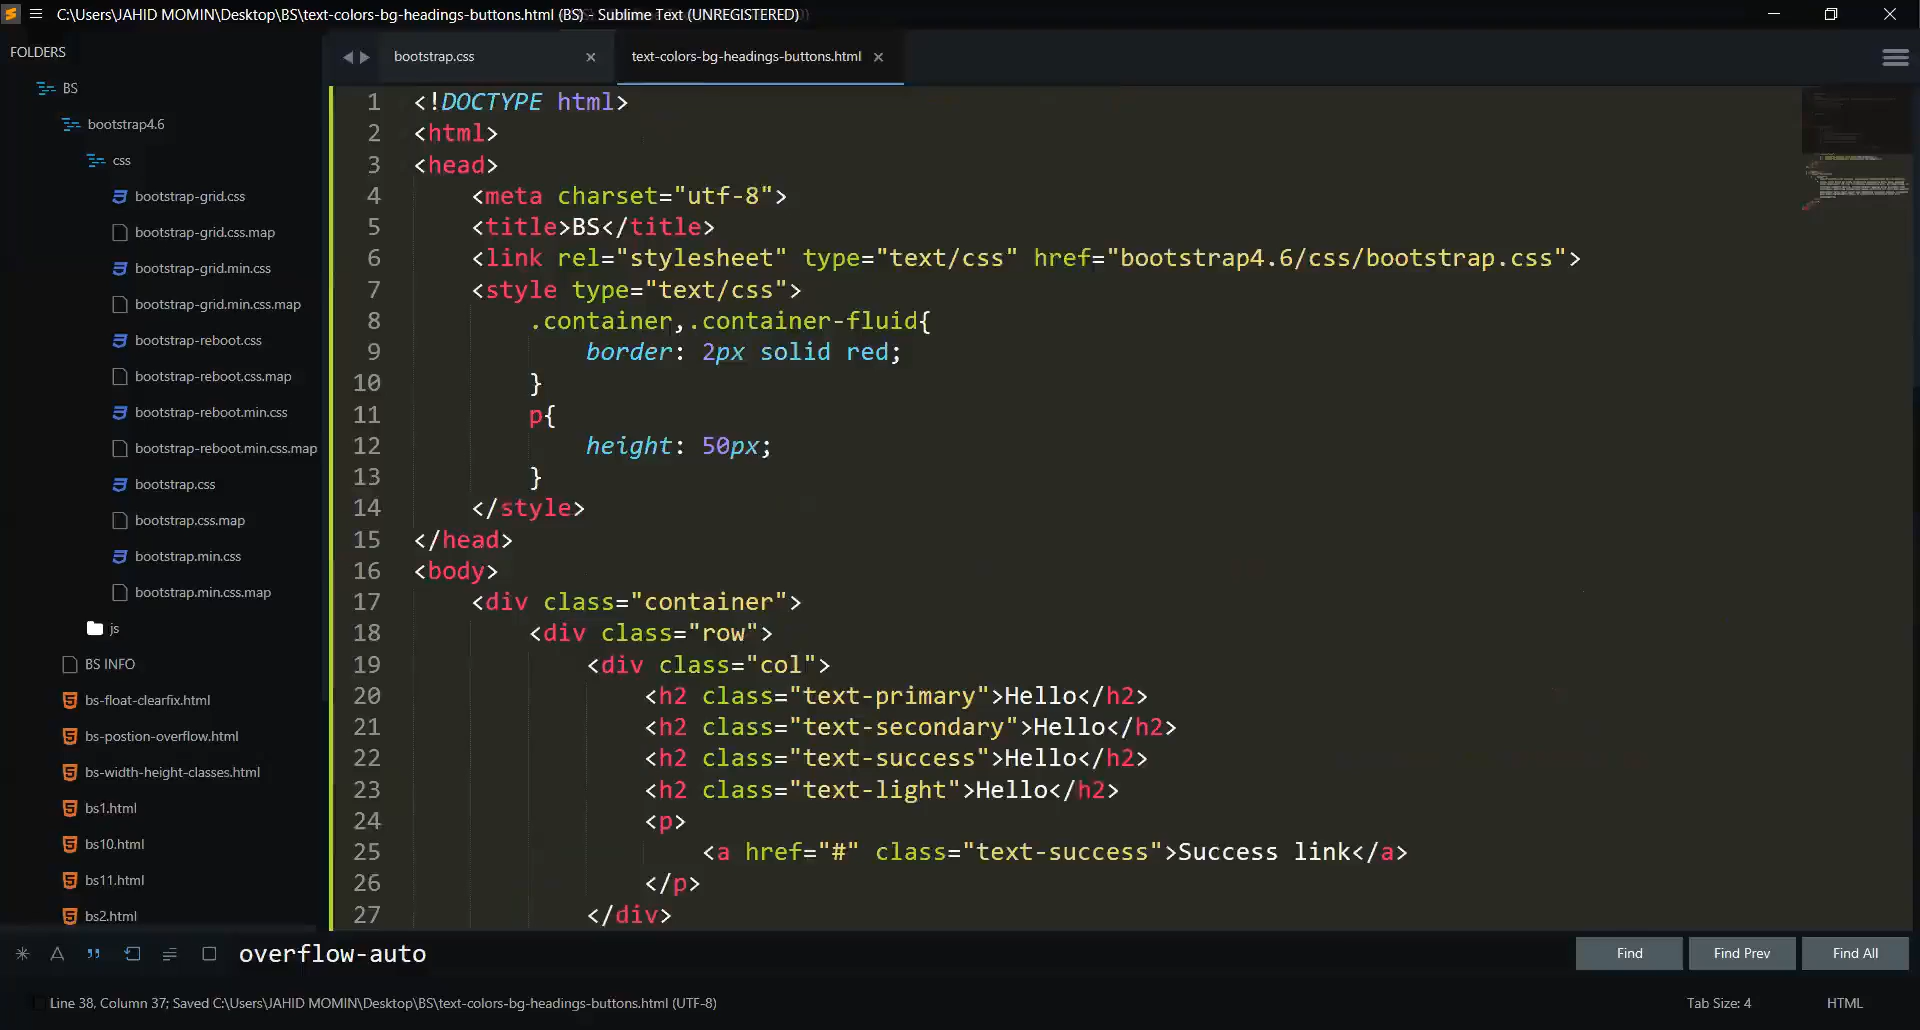 C:\Users\JAHID MOMIN\Desktop\BS\text-colors-bg-headings-buttons.html (BS) - Sublime Text (UNREGISTERED)
FOLDERS
BS
bootstrap4.6
css
bootstrap-grid.css
bootstrap-grid.css.map
bootstrap-grid.min.css
bootstrap-grid.min.css.map
bootstrap-reboot.css
bootstrap-reboot.css.map
bootstrap-reboot.min.css
bootstrap-reboot.min.css.map
bootstrap.css
bootstrap.css.map
bootstrap.min.css
bootstrap.min.css.map
js
BS INFO
bs-float-clearfix.html
bs-postion-overflow.html
bs-width-height-classes.html
bs1.html
bs10.html
bs11.html
bs2.html
bootstrap.css
text-colors-bg-headings-buttons.html
1 <!DOCTYPE html>
2 <html>
3 <head>
4 <meta charset="utf-8">
5 <title>BS</title>
6 <link rel="stylesheet" type="text/css" href="bootstrap4.6/css/bootstrap.css">
7 <style type="text/css">
8 .container,.container-fluid{
9 border: 2px solid red;
10 }
11 p{
12 height: 50px;
13 }
14 </style>
15 </head>
16 <body>
17 <div class="container">
18 <div class="row">
19 <div class="col">
20 <h2 class="text-primary">Hello</h2>
21 <h2 class="text-secondary">Hello</h2>
22 <h2 class="text-success">Hello</h2>
23 <h2 class="text-light">Hello</h2>
24 <p>
25 <a href="#" class="text-success">Success link</a>
26 </p>
27 </div>
overflow-auto
Find
Find Prev
Find All
Line 38, Column 37; Saved C:\Users\JAHID MOMIN\Desktop\BS\text-colors-bg-headings-buttons.html (UTF-8)
Tab Size: 4
HTML